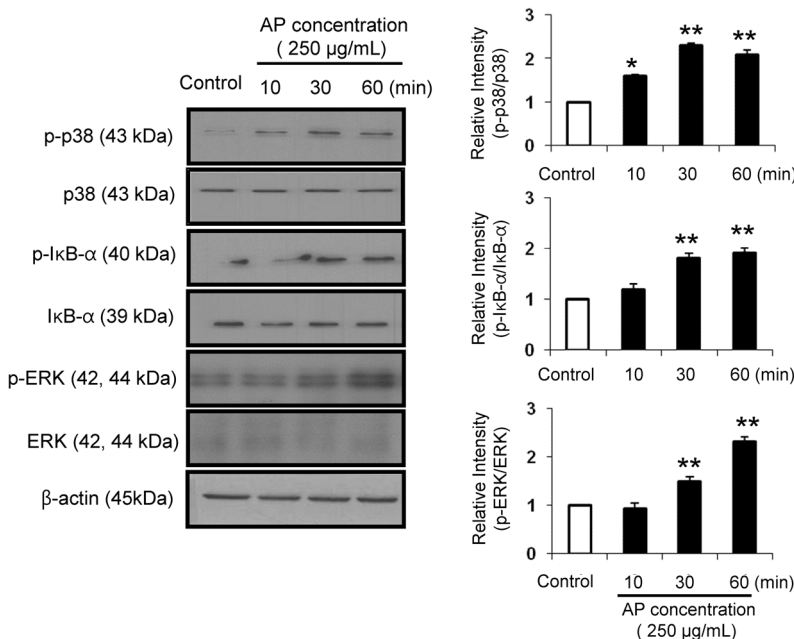 AP concentration
( 250 µg/mL)
Control 10 30 60 (min)
p-p38 (43 kDa)
p38 (43 kDa)
p-IκB-α (40 kDa)
IκB-α (39 kDa)
p-ERK (42, 44 kDa)
ERK (42, 44 kDa)
β-actin (45kDa)
Relative Intensity
(p-p38/p38)
3
2
1
0
* ** **
Control 10 30 60 (min)
Relative Intensity
(p-IκB-α/IκB-α)
3
2
1
0
** **
Control 10 30 60 (min)
Relative Intensity
(p-ERK/ERK)
3
2
1
0
** **
Control 10 30 60 (min)
AP concentration
( 250 µg/mL)